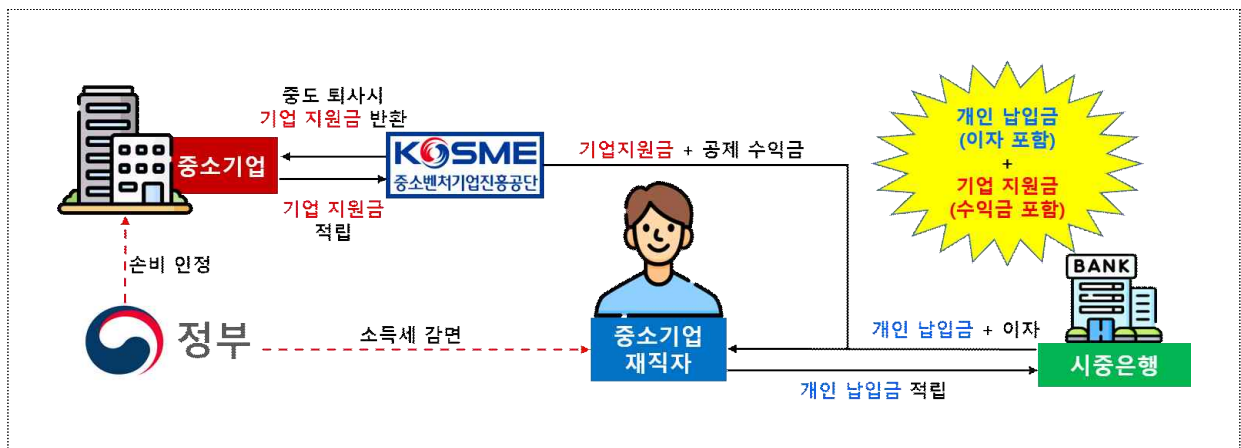 중도 퇴사시
기업 지원금 반환
중소기업
KOSME
중소벤처기업진흥공단
기업지원금 + 공제 수익금
개인 납입금
(이자 포함)
+
기업 지원금
(수익금 포함)
기업 지원금
적립
손비 인정
BANK
정부
소득세 감면
중소기업
재직자
개인 납입금 + 이자
시중은행
개인 납입금 적립